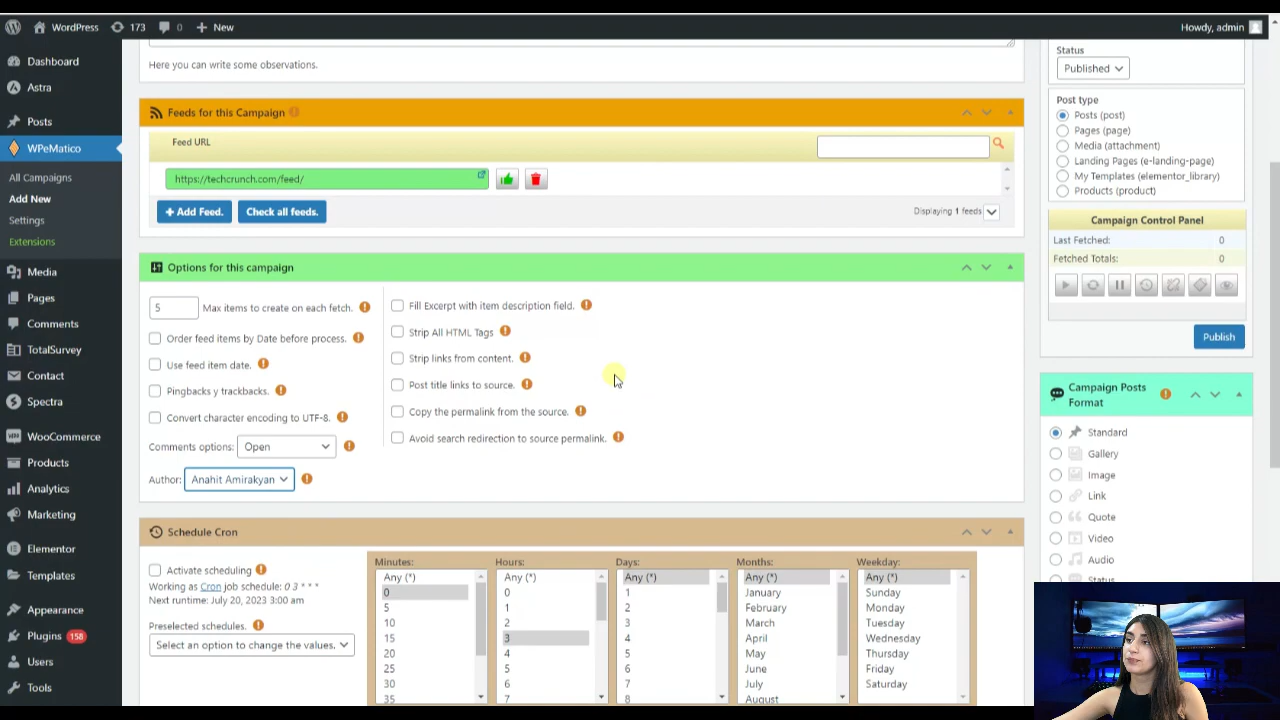 WordPress 173 0 New
Howdy, admin
Dashboard
Astra
Posts
WPeMatico
All Campaigns
Add New
Settings
Extensions
Media
Pages
Comments
TotalSurvey
Contact
Spectra
WooCommerce
Products
Analytics
Marketing
Elementor
Templates
Appearance
Plugins 158
Users
Tools
Here you can write some observations.
Feeds for this Campaign
Feed URL
https://techcrunch.com/feed/
+ Add Feed. Check all feeds.
Displaying 1 feeds
Options for this campaign
5 Max items to create on each fetch.
Order feed items by Date before process.
Use feed item date.
Pingbacks y trackbacks.
Convert character encoding to UTF-8.
Comments options: Open
Author: Anahit Amirakyan
Fill Excerpt with item description field.
Strip All HTML Tags
Strip links from content.
Post title links to source.
Copy the permalink from the source.
Avoid search redirection to source permalink.
Schedule Cron
Activate scheduling
Working as Cron job schedule: 0 3 * * *
Next runtime: July 20, 2023 3:00 am
Preselected schedules.
Select an option to change the values.
Minutes:
Any (*)
0
5
10
15
20
25
30
35
Hours:
Any (*)
0
1
2
3
4
5
6
7
Days:
Any (*)
1
2
3
4
5
6
7
8
Months:
Any (*)
January
February
March
April
May
June
July
August
Weekday:
Any (*)
Sunday
Monday
Tuesday
Wednesday
Thursday
Friday
Saturday
Status
Published
Post type
Posts (post)
Pages (page)
Media (attachment)
Landing Pages (e-landing-page)
My Templates (elementor_library)
Products (product)
Campaign Control Panel
Last Fetched: 0
Fetched Totals: 0
Publish
Campaign Posts
Format
Standard
Gallery
Image
Link
Quote
Video
Audio
Status